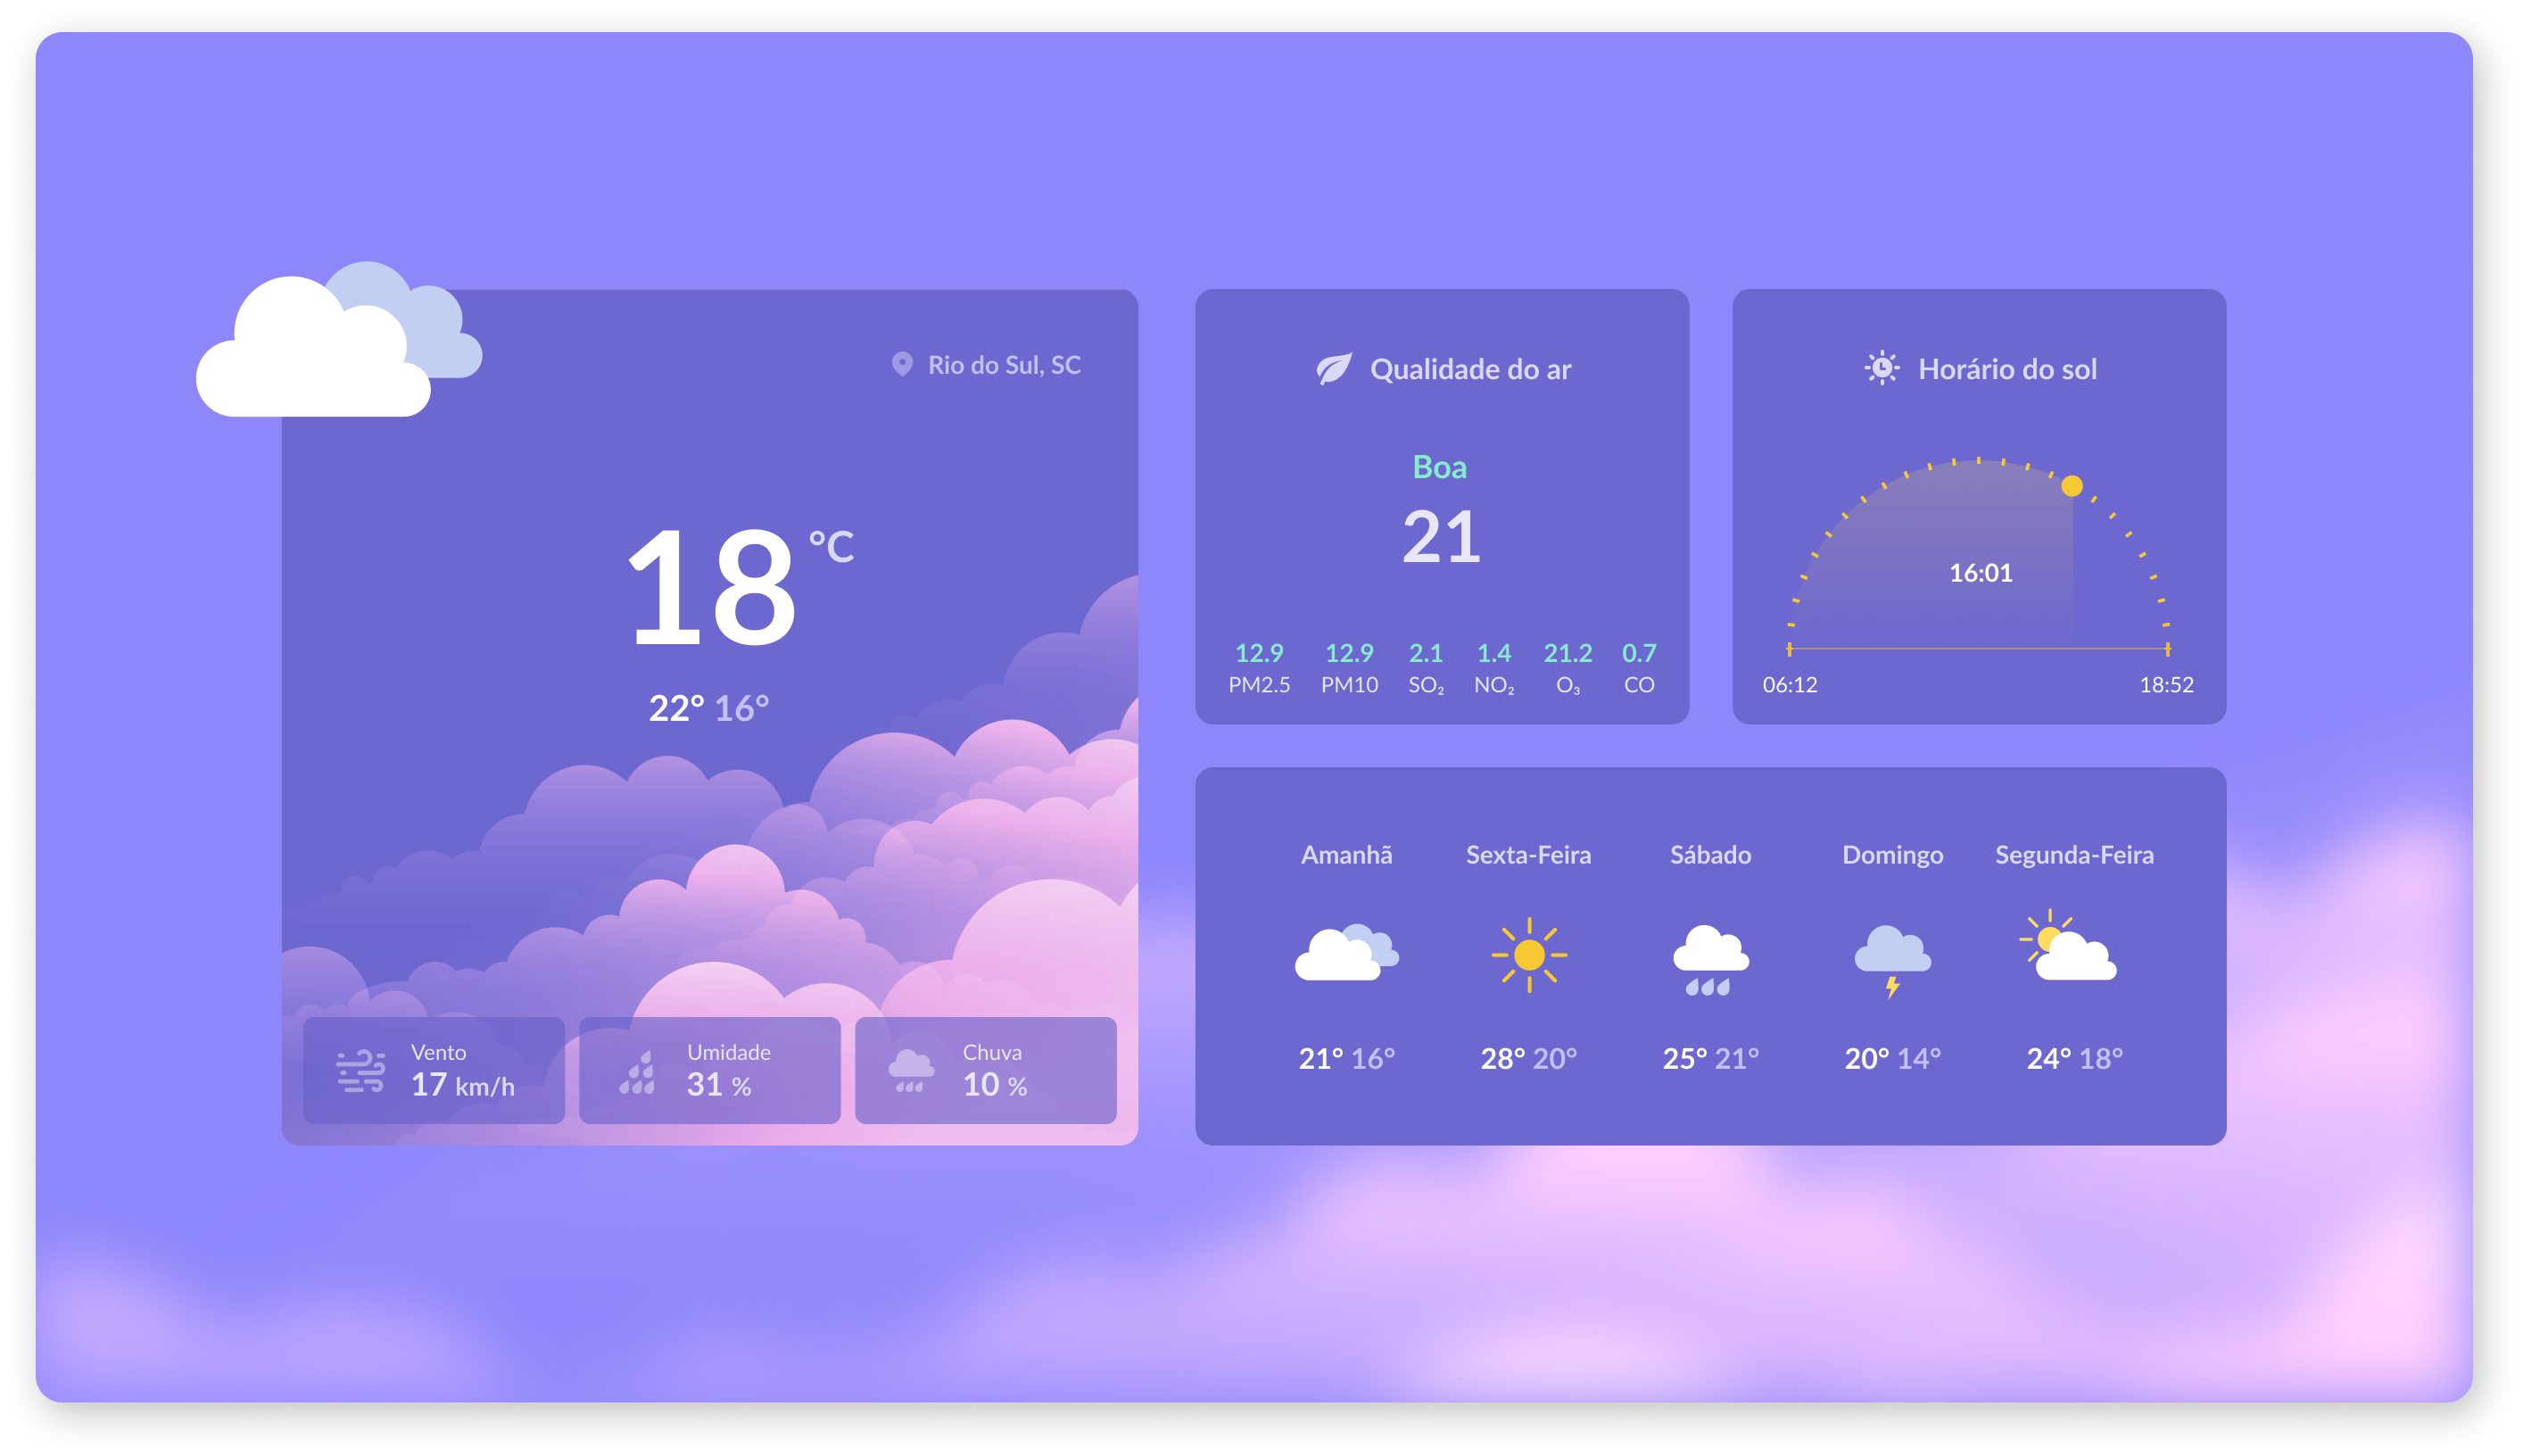 Rio do Sul, SC
18 °C
22° 16°
Vento
17 km/h
Umidade
31 %
Chuva
10 %
Qualidade do ar
Boa
21
12.9 12.9 2.1 1.4 21.2 0.7
PM2.5 PM10 SO₂ NO₂ O₃ CO
Horário do sol
16:01
06:12 18:52
Amanhã Sexta-Feira Sábado Domingo Segunda-Feira
21° 16° 28° 20° 25° 21° 20° 14° 24° 18°